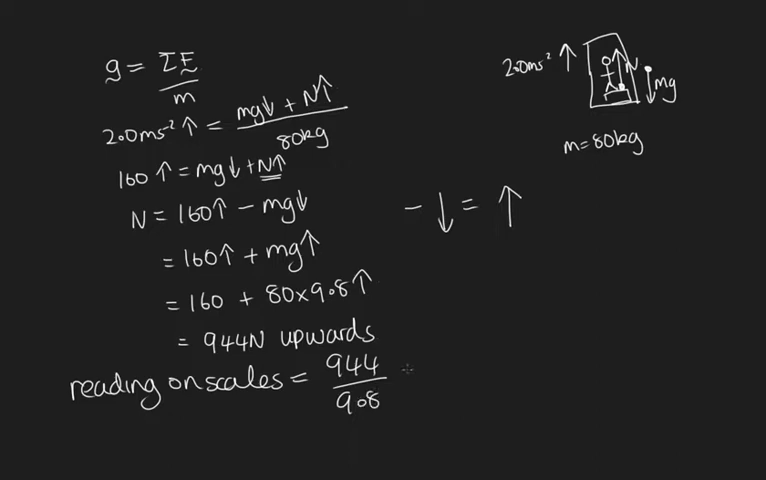 a = ΣF
m
2.0ms⁻² ↑ = mg↓ + N↑
80kg
160 ↑ = mg↓ + N↑
N = 160↑ - mg↓
= 160↑ + mg↑
= 160 + 80×9.8↑
= 944N upwards
reading on scales = 944
9.8
2.0ms⁻² ↑
N
mg
m = 80kg
- ↓ = ↑